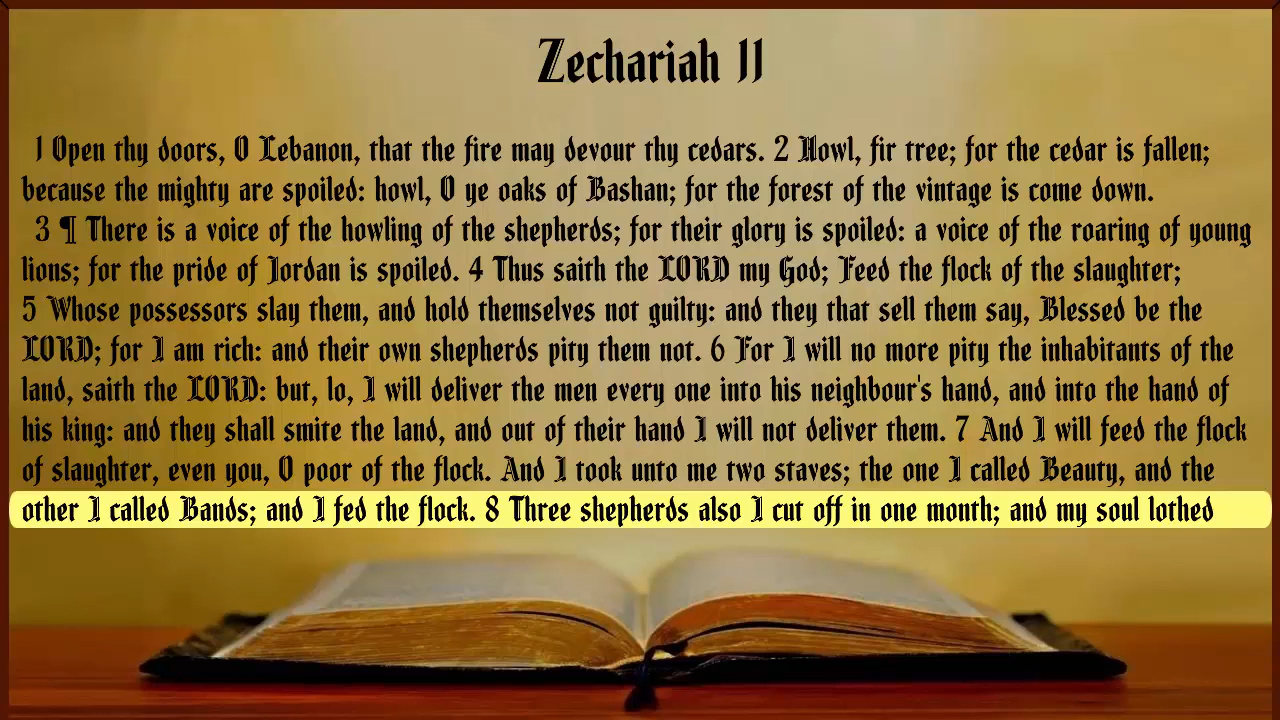 Zechariah 11
1 Open thy doors, O Lebanon, that the fire may devour thy cedars. 2 Howl, fir tree; for the cedar is fallen;
because the mighty are spoiled: howl, O ye oaks of Bashan; for the forest of the vintage is come down.
3 ¶ There is a voice of the howling of the shepherds; for their glory is spoiled: a voice of the roaring of young
lions; for the pride of Jordan is spoiled. 4 Thus saith the LORD my God; Feed the flock of the slaughter;
5 Whose possessors slay them, and hold themselves not guilty: and they that sell them say, Blessed be the
LORD; for I am rich: and their own shepherds pity them not. 6 For I will no more pity the inhabitants of the
land, saith the LORD: but, lo, I will deliver the men every one into his neighbour's hand, and into the hand of
his king: and they shall smite the land, and out of their hand I will not deliver them. 7 And I will feed the flock
of slaughter, even you, O poor of the flock. And I took unto me two staves; the one I called Beauty, and the
other I called Bands; and I fed the flock. 8 Three shepherds also I cut off in one month; and my soul lothed